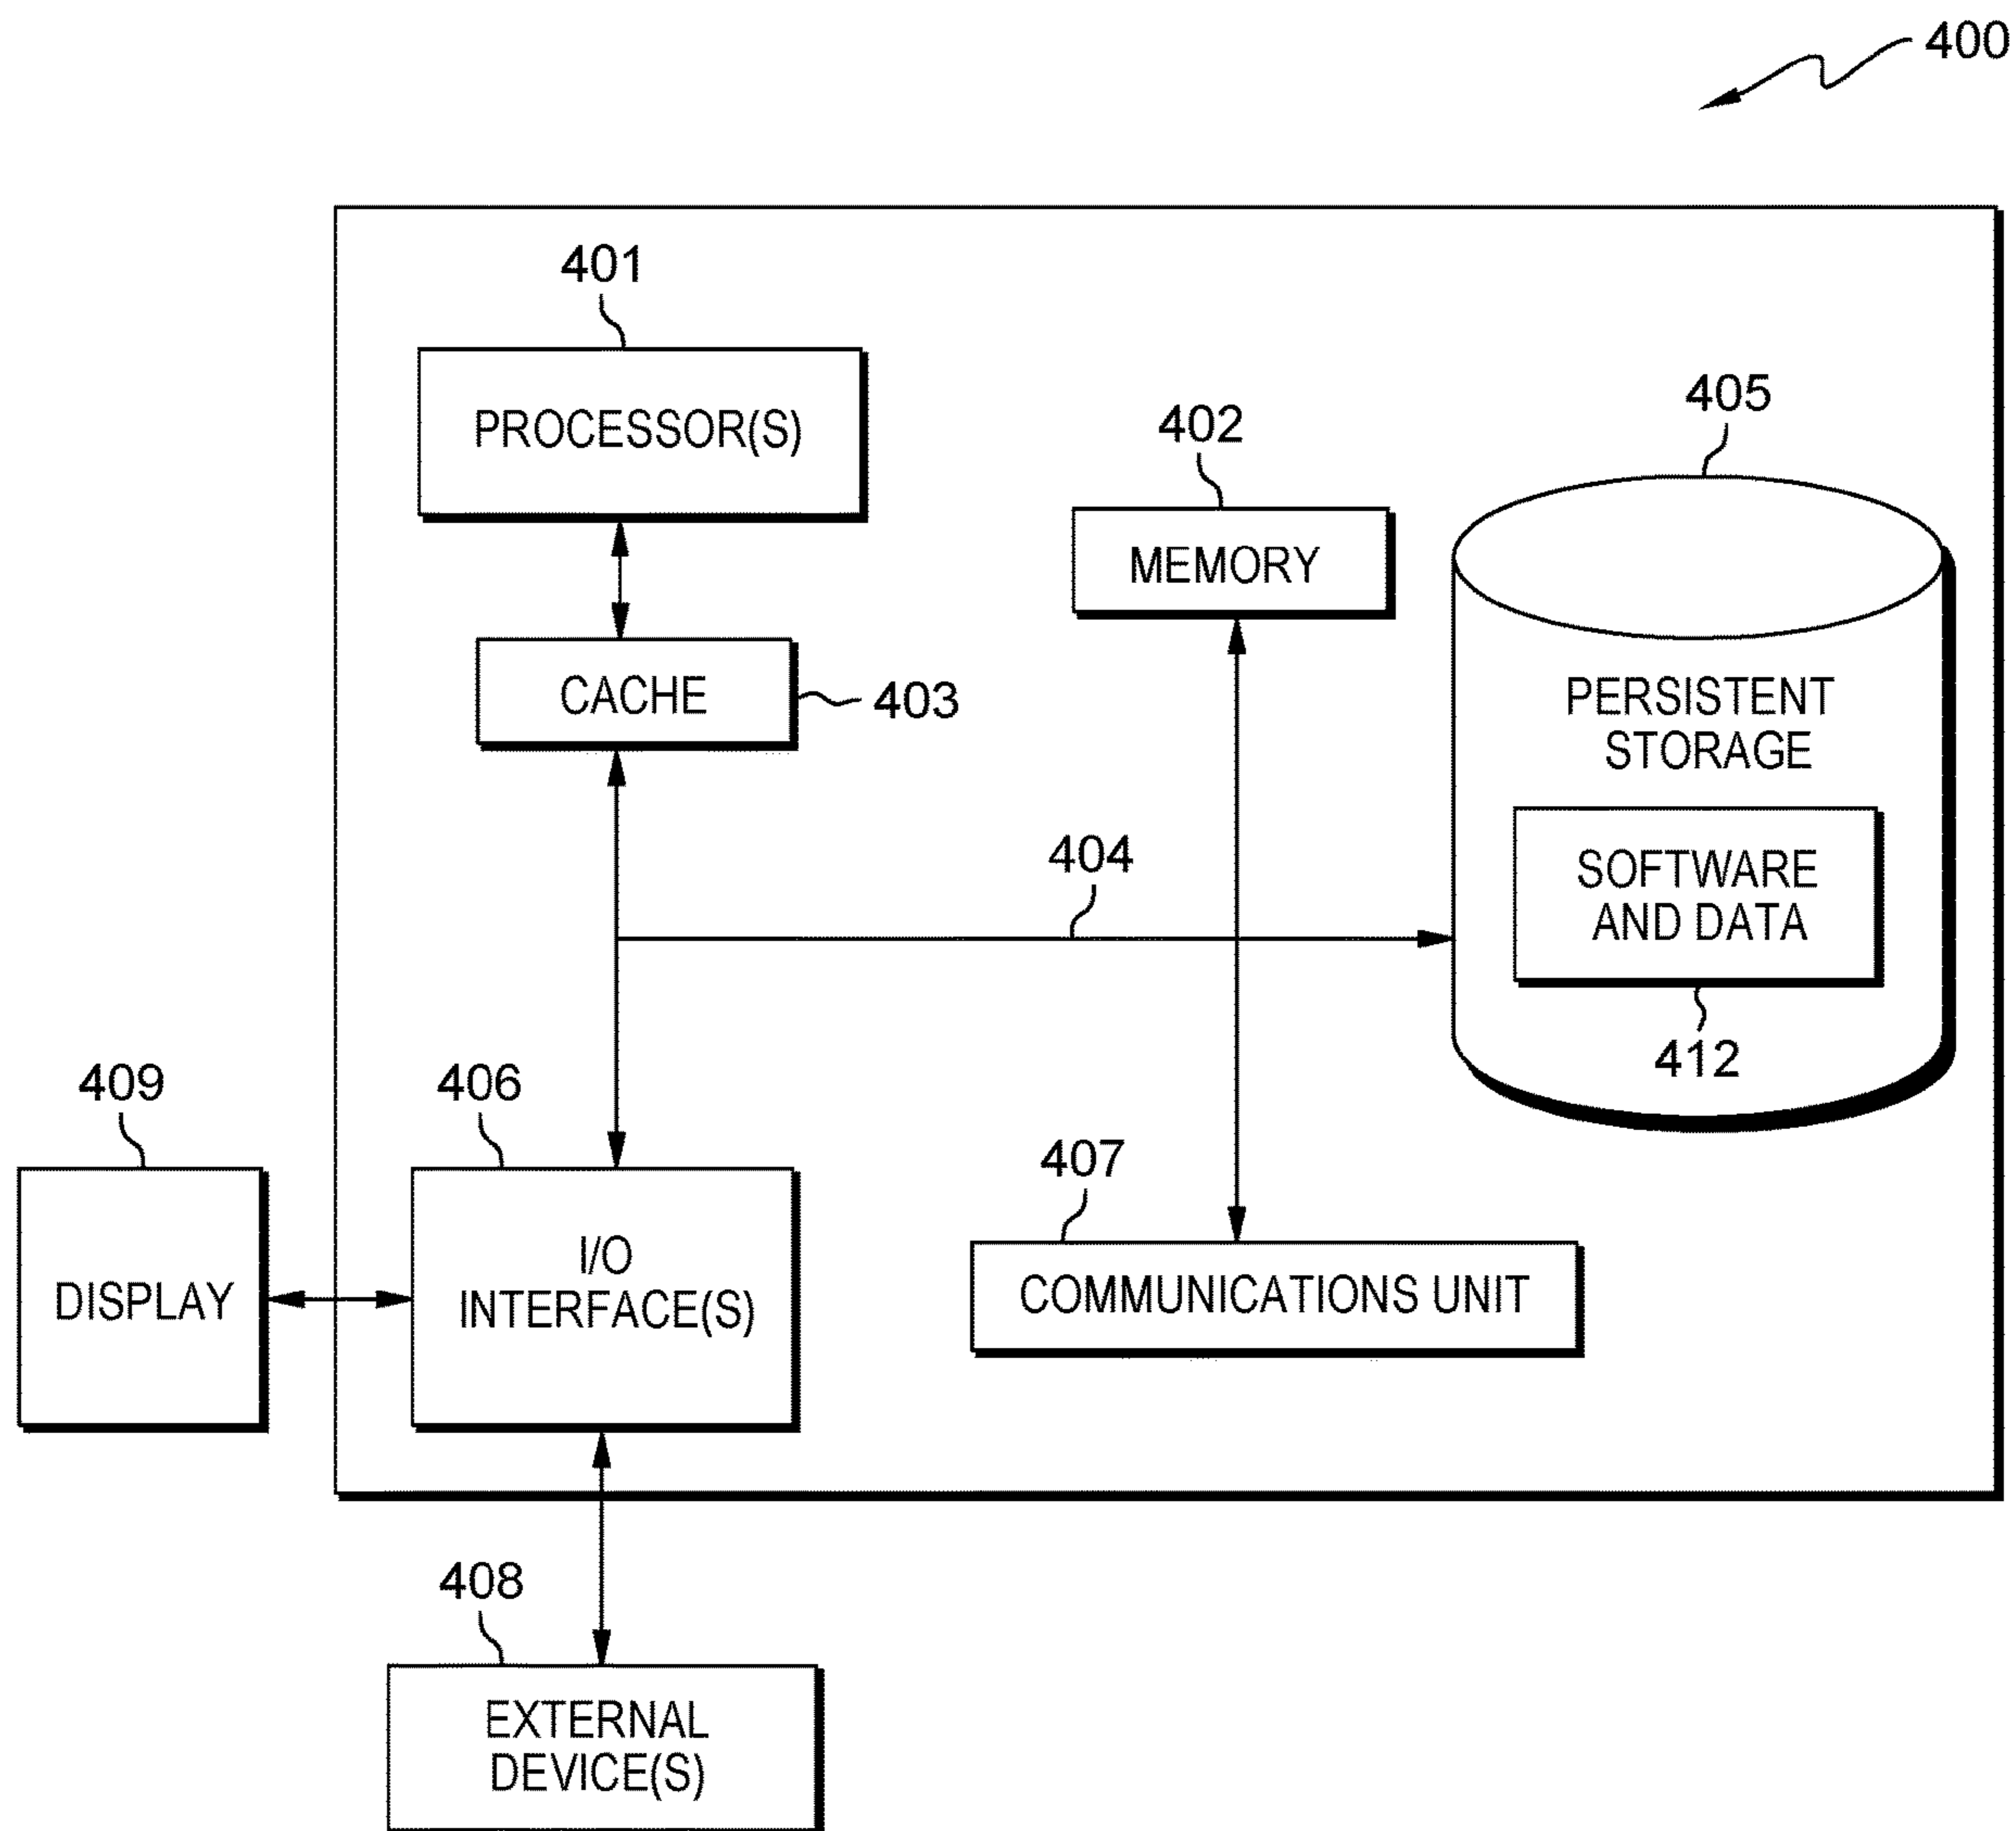 400
401
PROCESSOR(S)
402
MEMORY
405
CACHE
403
PERSISTENT
STORAGE
404
SOFTWARE
AND DATA
412
409
DISPLAY
406
I/O
INTERFACE(S)
407
COMMUNICATIONS UNIT
408
EXTERNAL
DEVICE(S)